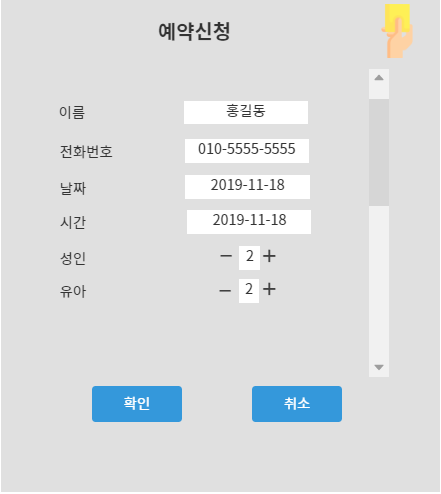 예약신청
이름 홍길동
전화번호 010-5555-5555
날짜 2019-11-18
시간 2019-11-18
성인 − 2 +
유아 − 2 +
확인 취소